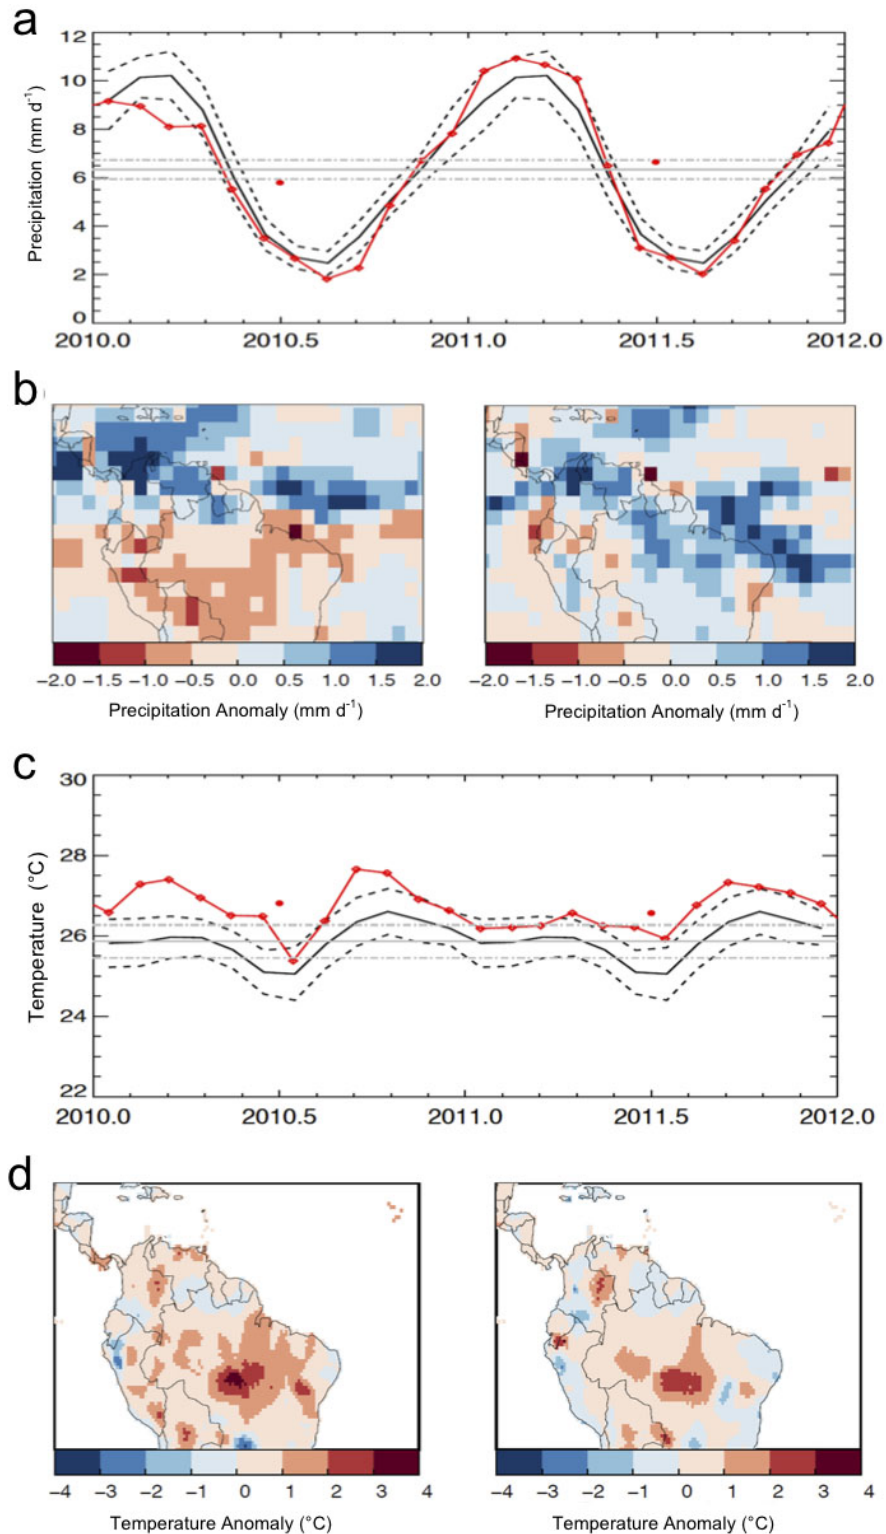 a
Precipitation (mm d⁻¹)
12
10
8
6
4
2
0
2010.0 2010.5 2011.0 2011.5 2012.0
b
−2.0 −1.5 −1.0 −0.5 0.0 0.5 1.0 1.5 2.0
Precipitation Anomaly (mm d⁻¹)
−2.0 −1.5 −1.0 −0.5 0.0 0.5 1.0 1.5 2.0
Precipitation Anomaly (mm d⁻¹)
c
Temperature (°C)
30
28
26
24
22
2010.0 2010.5 2011.0 2011.5 2012.0
d
−4 −3 −2 −1 0 1 2 3 4
Temperature Anomaly (°C)
−4 −3 −2 −1 0 1 2 3 4
Temperature Anomaly (°C)